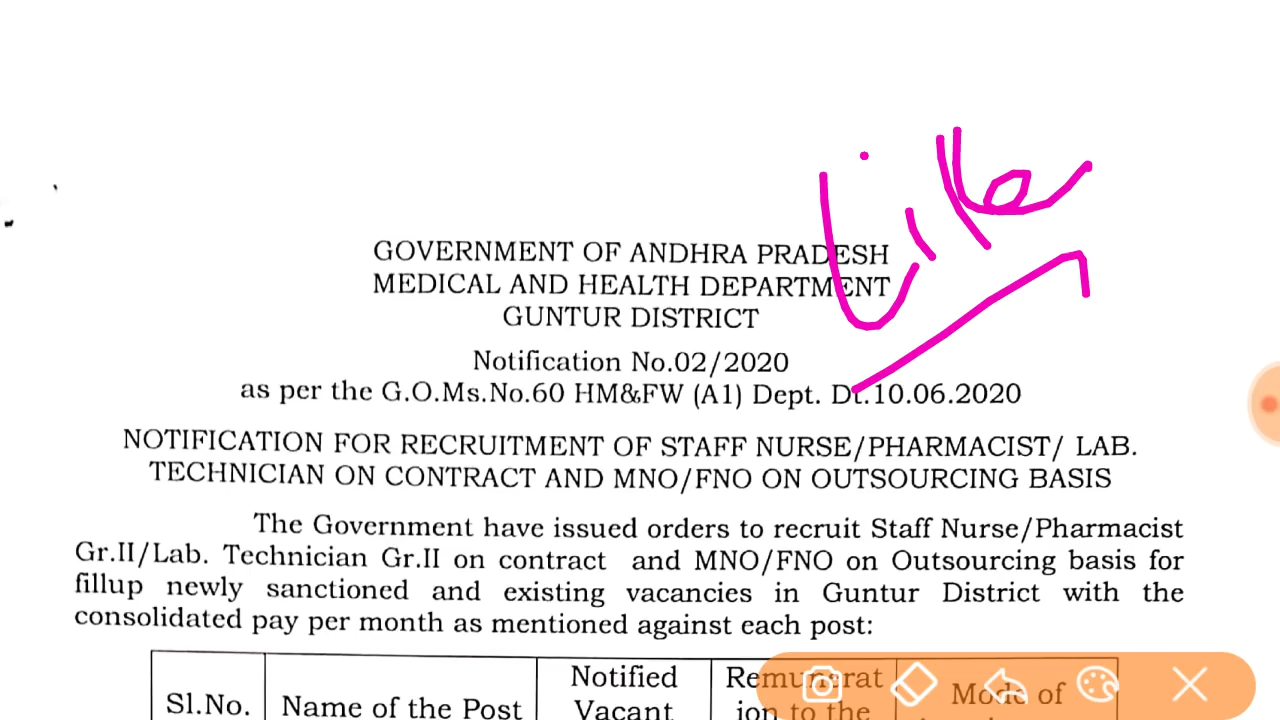 Like
GOVERNMENT OF ANDHRA PRADESH
MEDICAL AND HEALTH DEPARTMENT
GUNTUR DISTRICT
Notification No.02/2020
as per the G.O.Ms.No.60 HM&FW (A1) Dept. Dt.10.06.2020
NOTIFICATION FOR RECRUITMENT OF STAFF NURSE/PHARMACIST/ LAB.
TECHNICIAN ON CONTRACT AND MNO/FNO ON OUTSOURCING BASIS
The Government have issued orders to recruit Staff Nurse/Pharmacist
Gr.II/Lab. Technician Gr.II on contract and MNO/FNO on Outsourcing basis for
fillup newly sanctioned and existing vacancies in Guntur District with the
consolidated pay per month as mentioned against each post:
Sl.No. Name of the Post Notified Remunerat Mode of
Vacant ion to the